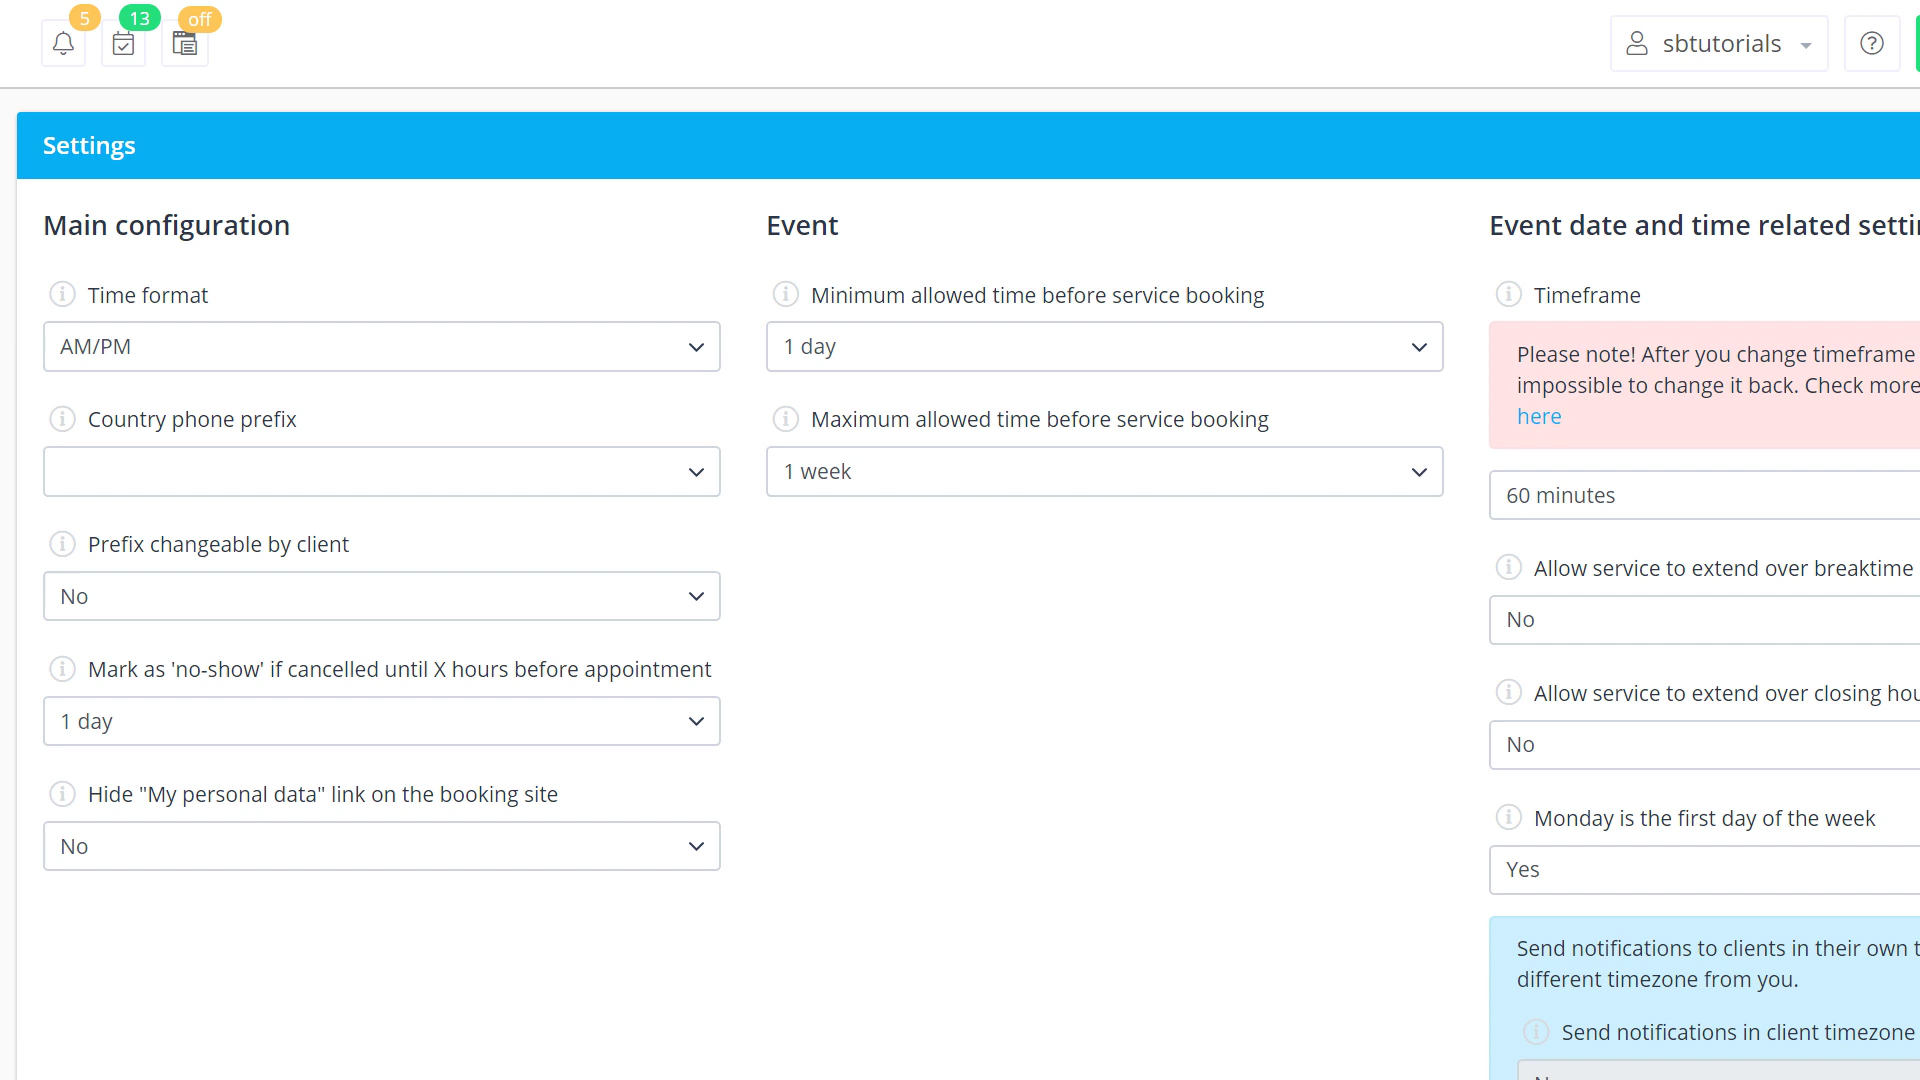 5
13
off
sbtutorials
Settings
Main configuration
Time format
AM/PM
Country phone prefix
Prefix changeable by client
No
Mark as 'no-show' if cancelled until X hours before appointment
1 day
Hide "My personal data" link on the booking site
No
Event
Minimum allowed time before service booking
1 day
Maximum allowed time before service booking
1 week
Event date and time related
Timeframe
Please note! After you change timeframe
impossible to change it back. Check more
here
60 minutes
Allow service to extend over breaktime
No
Allow service to extend over closing
No
Monday is the first day of the week
Yes
Send notifications to clients in their own
different timezone from you.
Send notifications in client timezone